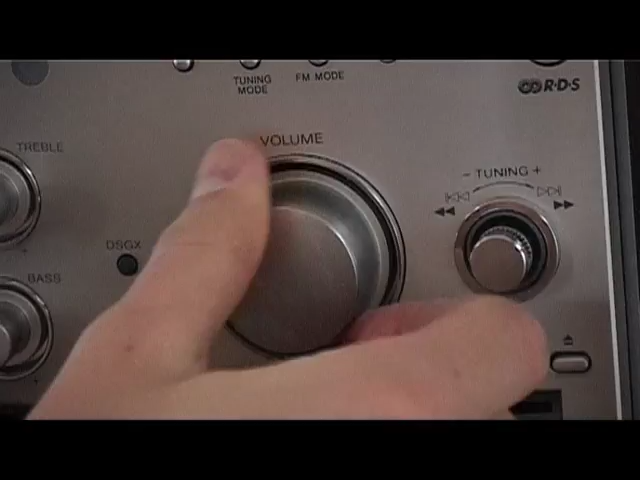 TUNING
MODE
FM MODE
R·D·S
TREBLE
VOLUME
- TUNING +
DSGX
BASS